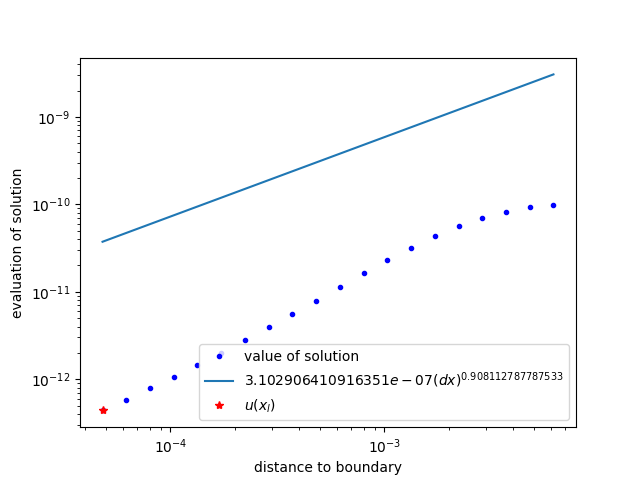 10⁻⁹
10⁻¹⁰
10⁻¹¹
10⁻¹²
evaluation of solution
value of solution
3.102906410916351e − 07(dx)^0.908112787787533
u(x_l)
10⁻⁴
10⁻³
distance to boundary